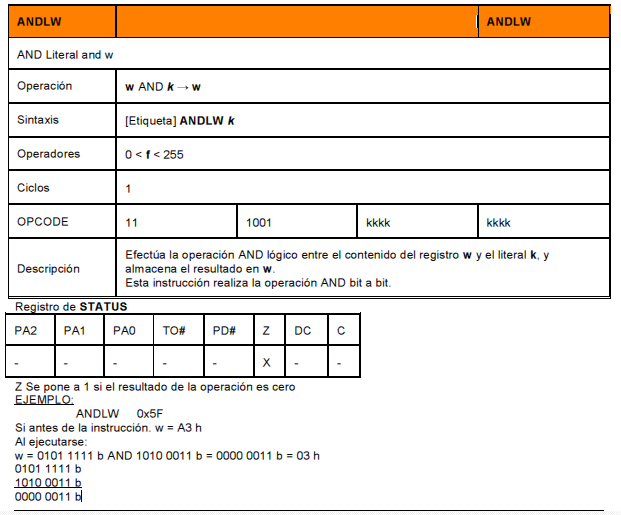 ANDLW ANDLW
AND Literal and w
Operación w AND k → w
Sintaxis [Etiqueta] ANDLW k
Operadores 0 < f < 255
Ciclos 1
OPCODE 11 1001 kkkk kkkk
Descripción Efectúa la operación AND lógico entre el contenido del registro w y el literal k, y
almacena el resultado en w.
Esta instrucción realiza la operación AND bit a bit.
Registro de STATUS
PA2 PA1 PA0 TO# PD# Z DC C
- - - - - X - -
Z Se pone a 1 si el resultado de la operación es cero
EJEMPLO:
ANDLW 0x5F
Si antes de la instrucción. w = A3 h
Al ejecutarse:
w = 0101 1111 b AND 1010 0011 b = 0000 0011 b = 03 h
0101 1111 b
1010 0011 b
0000 0011 b